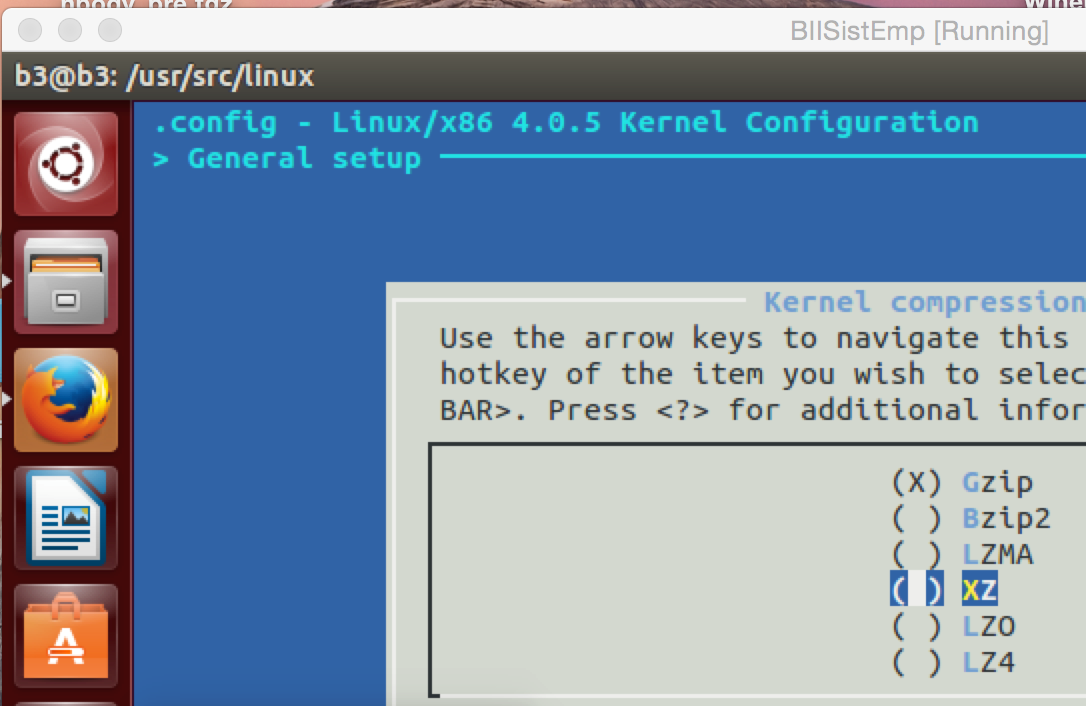 BIISistEmp [Running]
b3@b3: /usr/src/linux
.config - Linux/x86 4.0.5 Kernel Configuration
> General setup
Kernel compression
Use the arrow keys to navigate this
hotkey of the item you wish to selec
BAR>. Press <?> for additional infor
(X) Gzip
( ) Bzip2
( ) LZMA
( ) XZ
( ) LZO
( ) LZ4